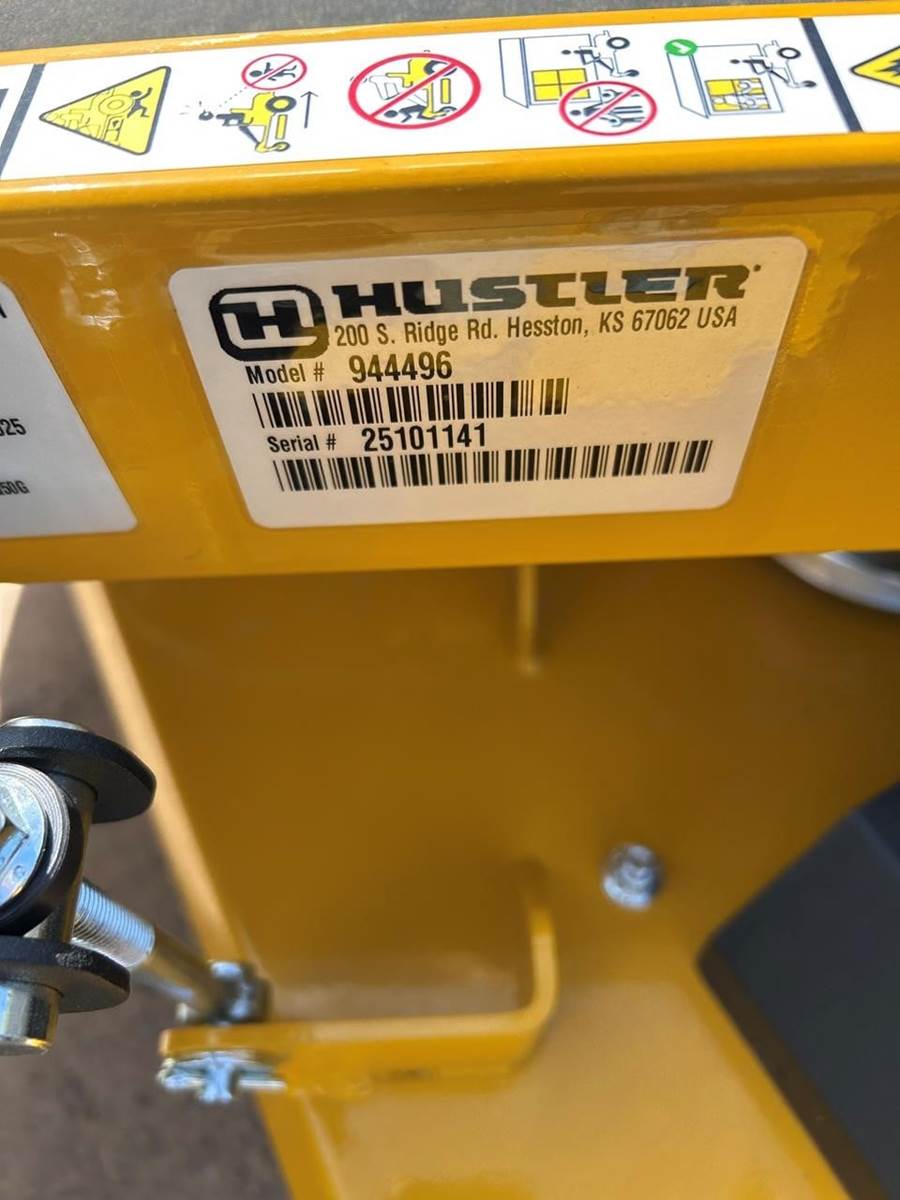 HUSTLER
200 S. Ridge Rd. Hesston, KS 67062 USA
Model # 944496
Serial # 25101141